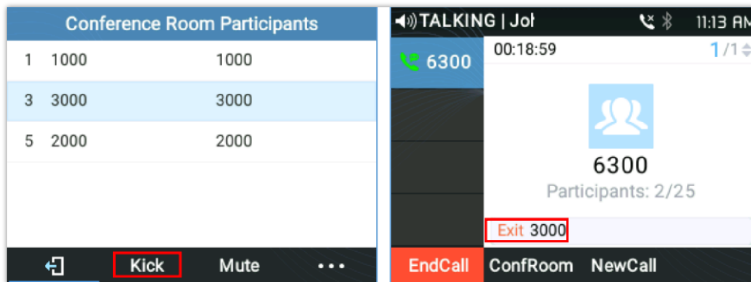 Conference Room Participants
1 1000 1000
3 3000 3000
5 2000 2000
Kick Mute ...
TALKING | Joh 11:13 AM
6300
00:18:59 1/1
6300
Participants: 2/25
Exit 3000
EndCall ConfRoom NewCall